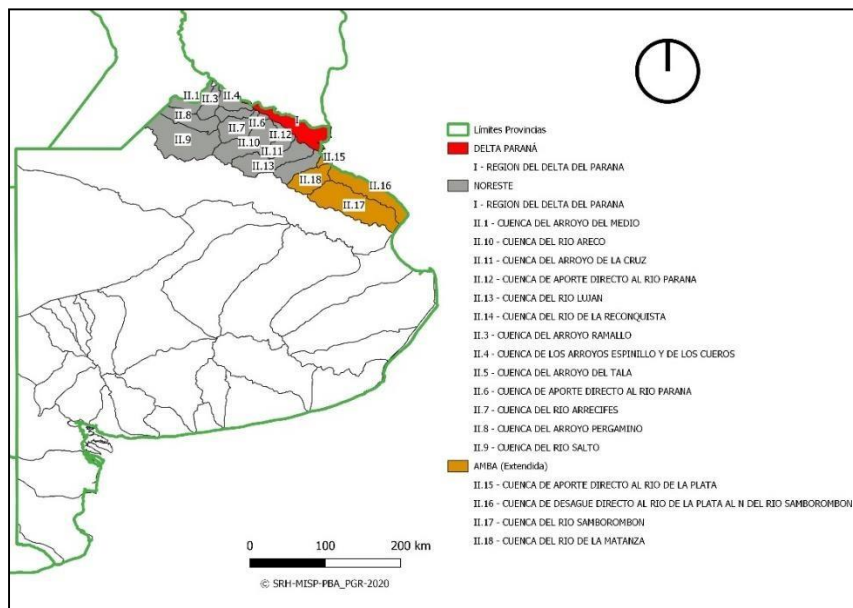 II.1
II.3
II.4
II.8
II.7
II.6
I
II.12
II.9
II.10
II.11
II.13
II.15
II.18
II.16
II.17
Límites Provincias
DELTA PARANÁ
I - REGION DEL DELTA DEL PARANA
NORESTE
I - REGION DEL DELTA DEL PARANA
II.1 - CUENCA DEL ARROYO DEL MEDIO
II.10 - CUENCA DEL RIO ARECO
II.11 - CUENCA DEL ARROYO DE LA CRUZ
II.12 - CUENCA DE APORTE DIRECTO AL RIO PARANA
II.13 - CUENCA DEL RIO LUJAN
II.14 - CUENCA DEL RIO DE LA RECONQUISTA
II.3 - CUENCA DEL ARROYO RAMALLO
II.4 - CUENCA DE LOS ARROYOS ESPINILLO Y DE LOS CUEROS
II.5 - CUENCA DEL ARROYO DEL TALA
II.6 - CUENCA DE APORTE DIRECTO AL RIO PARANA
II.7 - CUENCA DEL RIO ARRECIFES
II.8 - CUENCA DEL ARROYO PERGAMINO
II.9 - CUENCA DEL RIO SALTO
AMBA (Extendida)
II.15 - CUENCA DE APORTE DIRECTO AL RIO DE LA PLATA
II.16 - CUENCA DE DESAGUE DIRECTO AL RIO DE LA PLATA AL N DEL RIO SAMBOROMBON
II.17 - CUENCA DEL RIO SAMBOROMBON
II.18 - CUENCA DEL RIO DE LA MATANZA
0 100 200 km
© SRH-MISP-PBA_PGR-2020